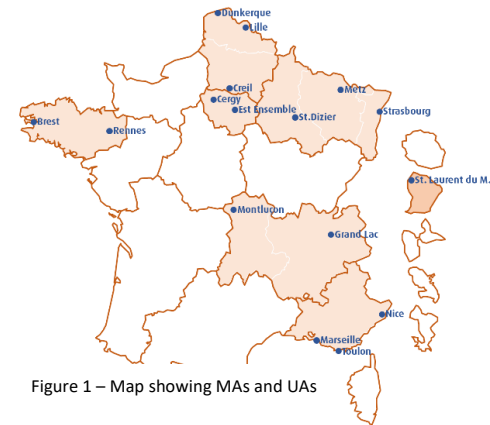 Dunkerque
Lille
Creil
Cergy
Est Ensemble
Metz
St.Dizier
Strasbourg
Brest
Rennes
St. Laurent du M.
Montluçon
Grand Lac
Nice
Marseille
Toulon
Figure 1 – Map showing MAs and UAs